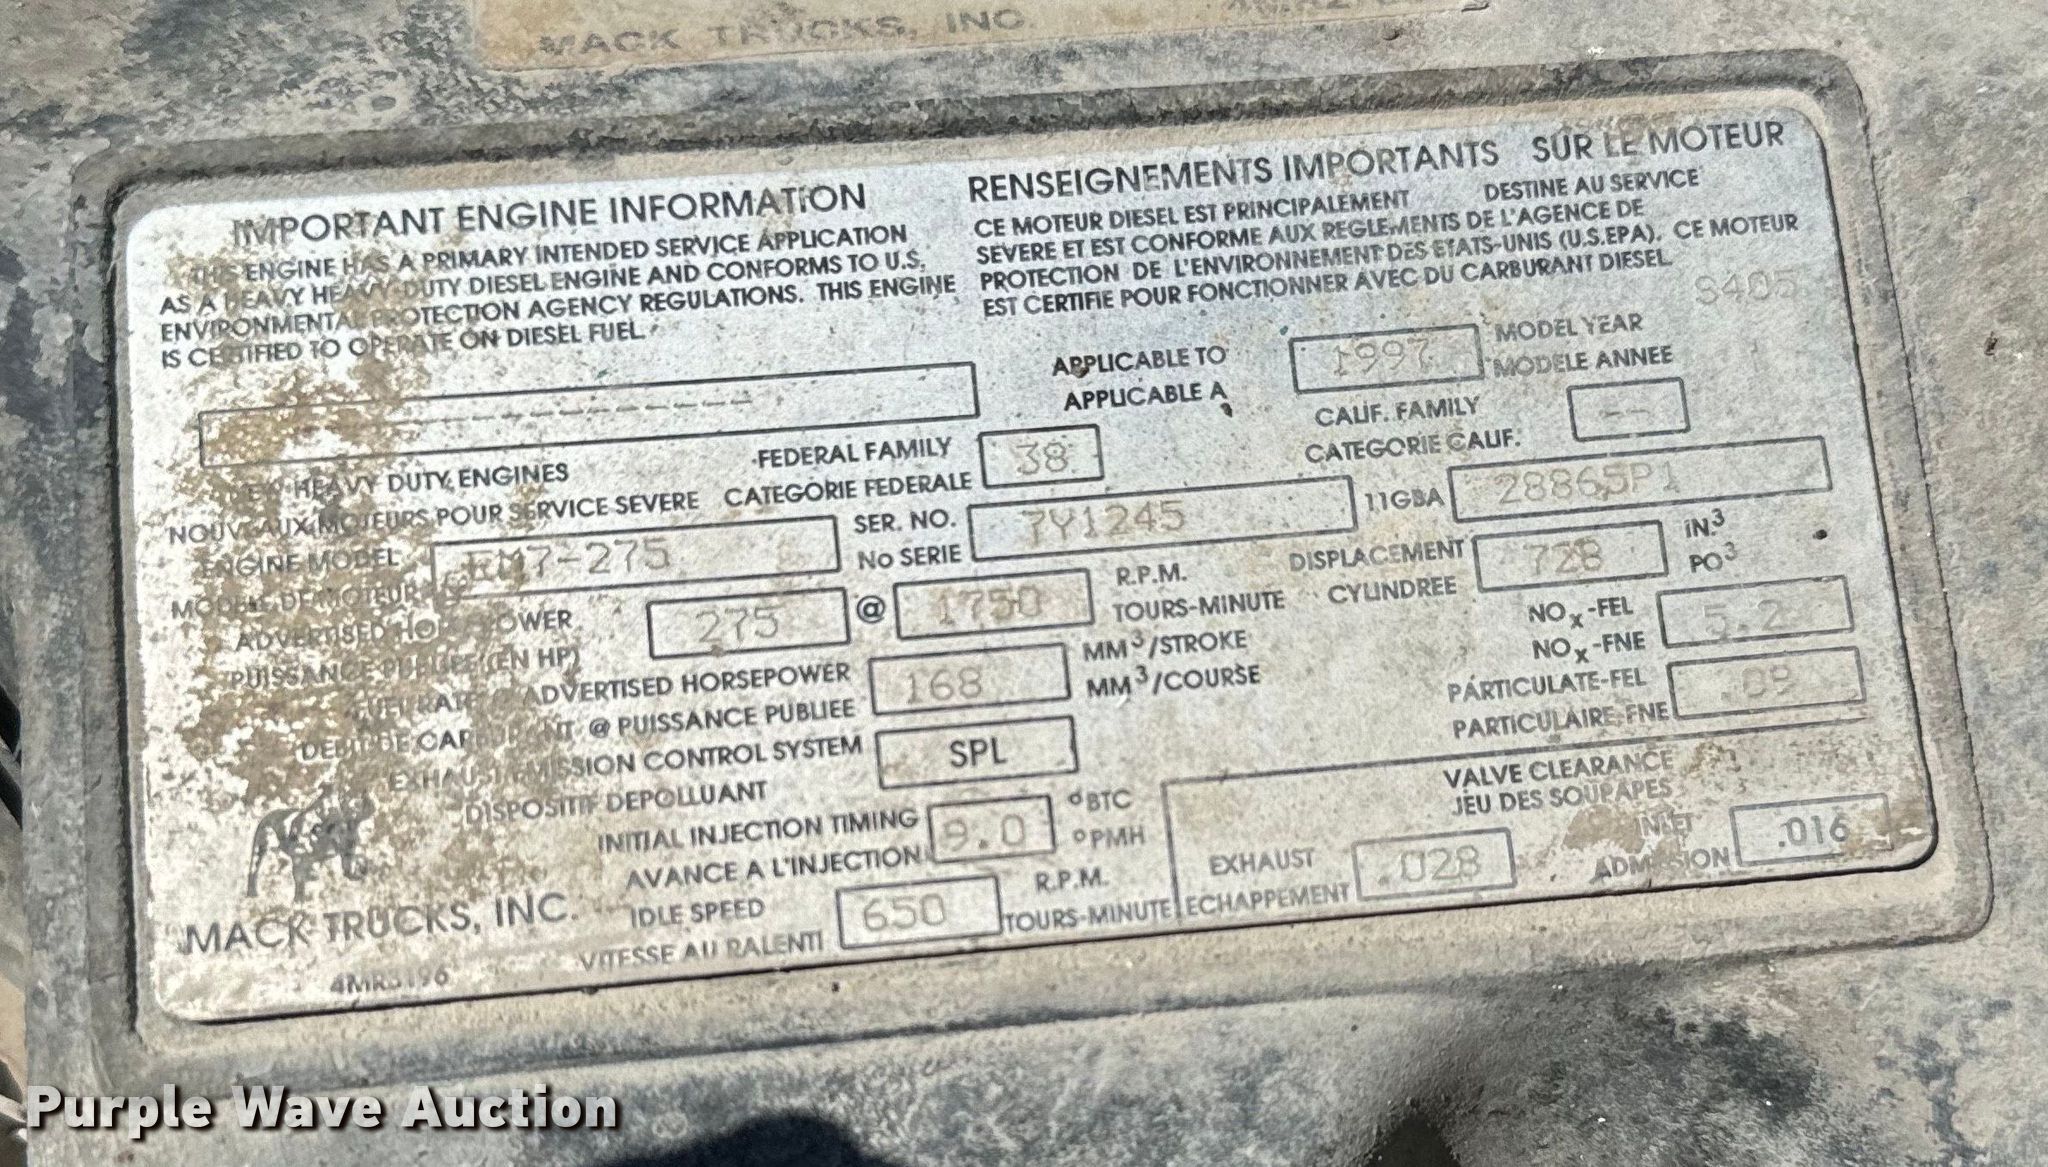 MACK TRUCKS, INC.
IMPORTANT ENGINE INFORMATION
THIS ENGINE HAS A PRIMARY INTENDED SERVICE APPLICATION
AS A HEAVY HEAVY-DUTY DIESEL ENGINE AND CONFORMS TO U.S.
ENVIRONMENTAL PROTECTION AGENCY REGULATIONS. THIS ENGINE
IS CERTIFIED TO OPERATE ON DIESEL FUEL.
RENSEIGNEMENTS IMPORTANTS SUR LE MOTEUR
CE MOTEUR DIESEL EST PRINCIPALEMENT DESTINE AU SERVICE
SEVERE ET EST CONFORME AUX REGLEMENTS DE L'AGENCE DE
PROTECTION DE L'ENVIRONNEMENT DES ETATS-UNIS (U.S.EPA). CE MOTEUR
EST CERTIFIE POUR FONCTIONNER AVEC DU CARBURANT DIESEL
S405
APPLICABLE TO 1997 MODEL YEAR
APPLICABLE A MODELE ANNEE
NEW HEAVY DUTY ENGINES FEDERAL FAMILY 38 CALIF. FAMILY --
NOUVEAUX MOTEURS POUR SERVICE SEVERE CATEGORIE FEDERALE CATEGORIE CALIF.
ENGINE MODEL EM7-275 SER. NO. 7Y1245 11GBA 28865P1
MODELE DE MOTEUR No SERIE
ADVERTISED HORSEPOWER 275 @ 1750 R.P.M. DISPLACEMENT 728 IN.³
PUISSANCE PUBLIEE (EN HP) TOURS-MINUTE CYLINDREE PO³
FUEL RATE @ ADVERTISED HORSEPOWER 168 MM³/STROKE NOx-FEL 5.2
DEBIT DE CARBURANT @ PUISSANCE PUBLIEE MM³/COURSE NOx-FNE
EXHAUST EMISSION CONTROL SYSTEM SPL PARTICULATE-FEL .09
DISPOSITIF DEPOLLUANT PARTICULAIRE-FNE
INITIAL INJECTION TIMING 9.0 °BTC VALVE CLEARANCE
AVANCE A L'INJECTION °PMH JEU DES SOUPAPES
IDLE SPEED 650 R.P.M. EXHAUST .028 INLET .016
VITESSE AU RALENTI TOURS-MINUTE ECHAPPEMENT ADMISSION
MACK TRUCKS, INC.
4MR3196
Purple Wave Auction